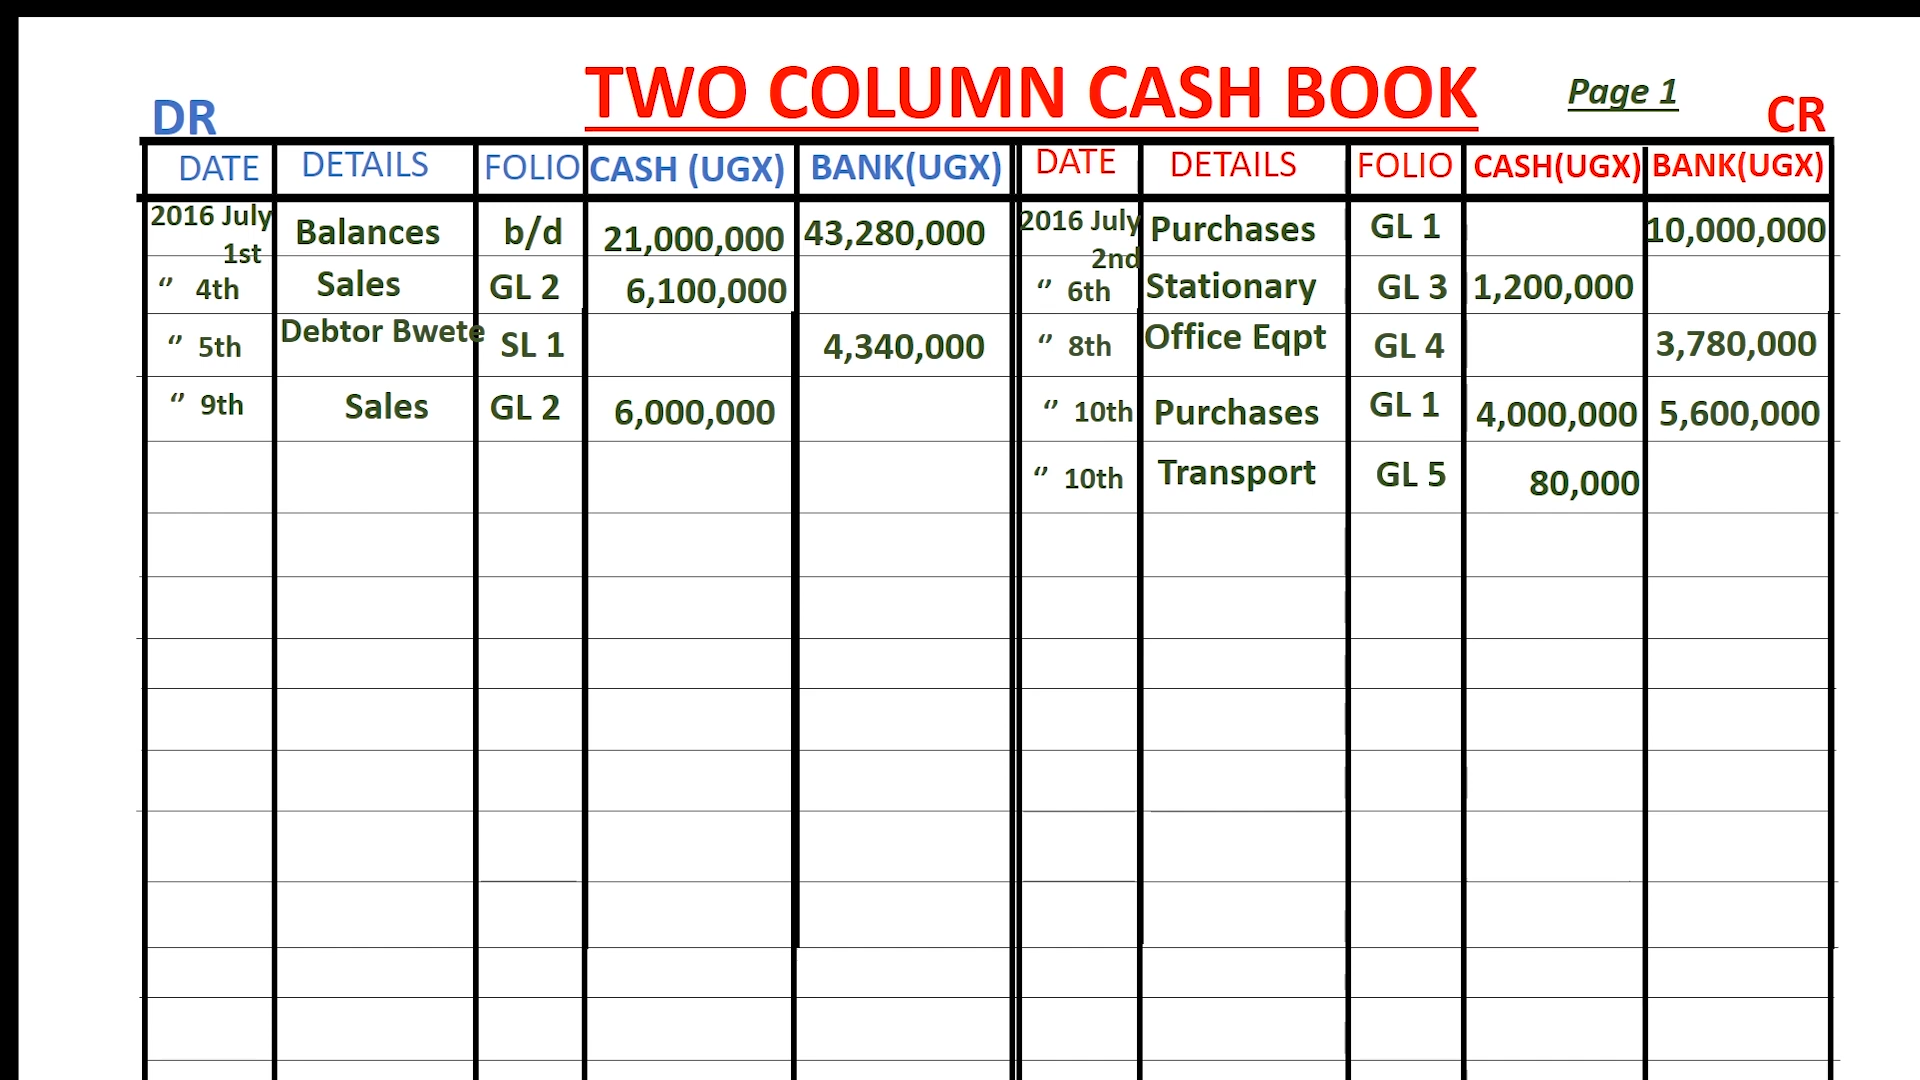 TWO COLUMN CASH BOOK
Page 1
DR
CR
DATE DETAILS FOLIO CASH (UGX) BANK(UGX) DATE DETAILS FOLIO CASH(UGX) BANK(UGX)
2016 July 1st Balances b/d 21,000,000 43,280,000 2016 July 2nd Purchases GL 1 10,000,000
‘’ 4th Sales GL 2 6,100,000 ‘’ 6th Stationary GL 3 1,200,000
‘’ 5th Debtor Bwete SL 1 4,340,000 ‘’ 8th Office Eqpt GL 4 3,780,000
‘’ 9th Sales GL 2 6,000,000 ‘’ 10th Purchases GL 1 4,000,000 5,600,000
‘’ 10th Transport GL 5 80,000